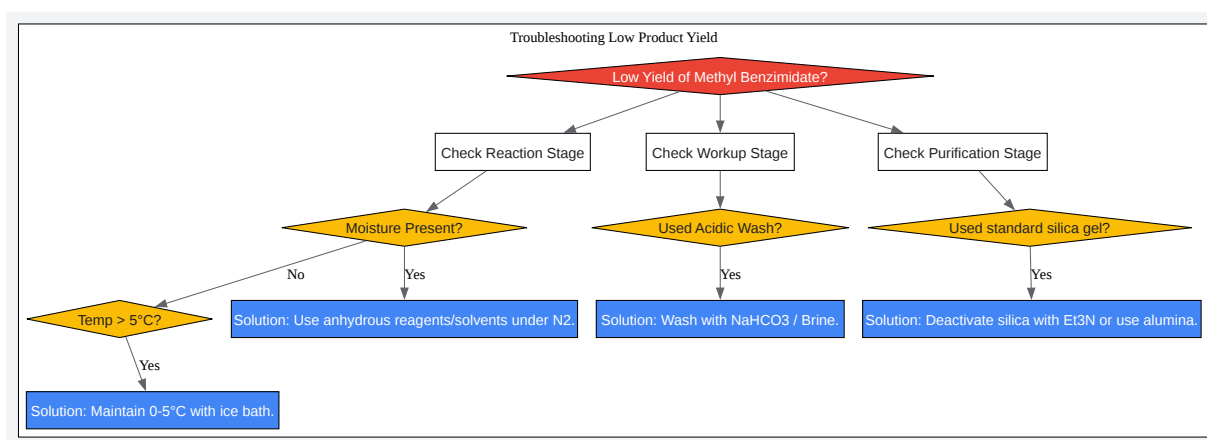 Troubleshooting Low Product Yield
Low Yield of Methyl Benzimidate?
Check Reaction Stage
Check Workup Stage
Check Purification Stage
Moisture Present?
Used Acidic Wash?
Used standard silica gel?
No
Yes
Yes
Yes
Temp > 5°C?
Solution: Use anhydrous reagents/solvents under N2.
Solution: Wash with NaHCO3 / Brine.
Solution: Deactivate silica with Et3N or use alumina.
Yes
Solution: Maintain 0-5°C with ice bath.